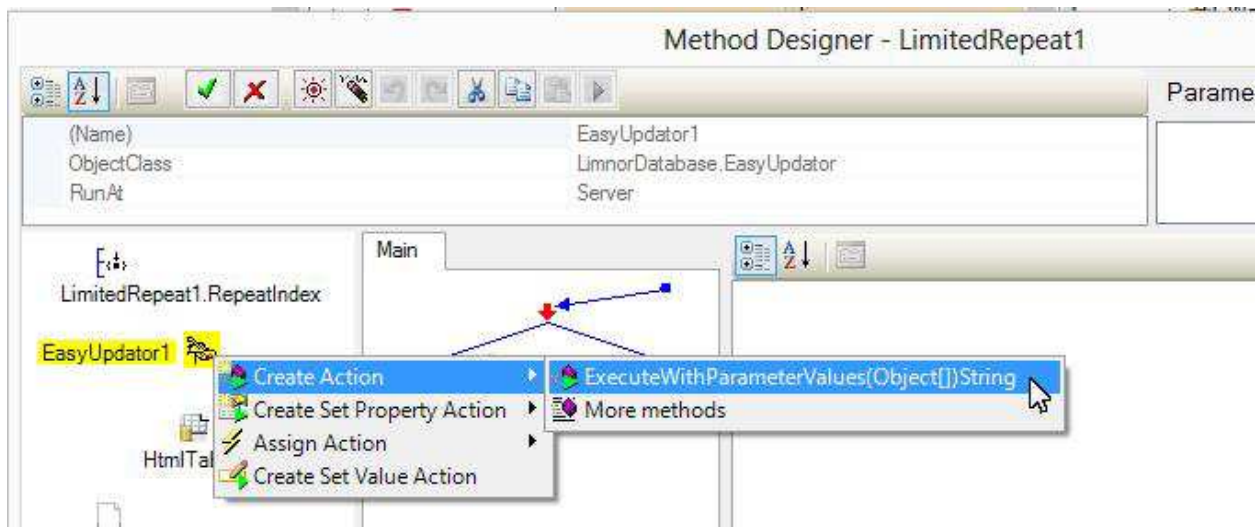 Method Designer - LimitedRepeat1
Parame
(Name) EasyUpdator1
ObjectClass LimnorDatabase.EasyUpdator
RunAt Server
Main
LimitedRepeat1.RepeatIndex
EasyUpdator1
Create Action
ExecuteWithParameterValues(Object[])String
Create Set Property Action
More methods
Assign Action
HtmlTa
Create Set Value Action